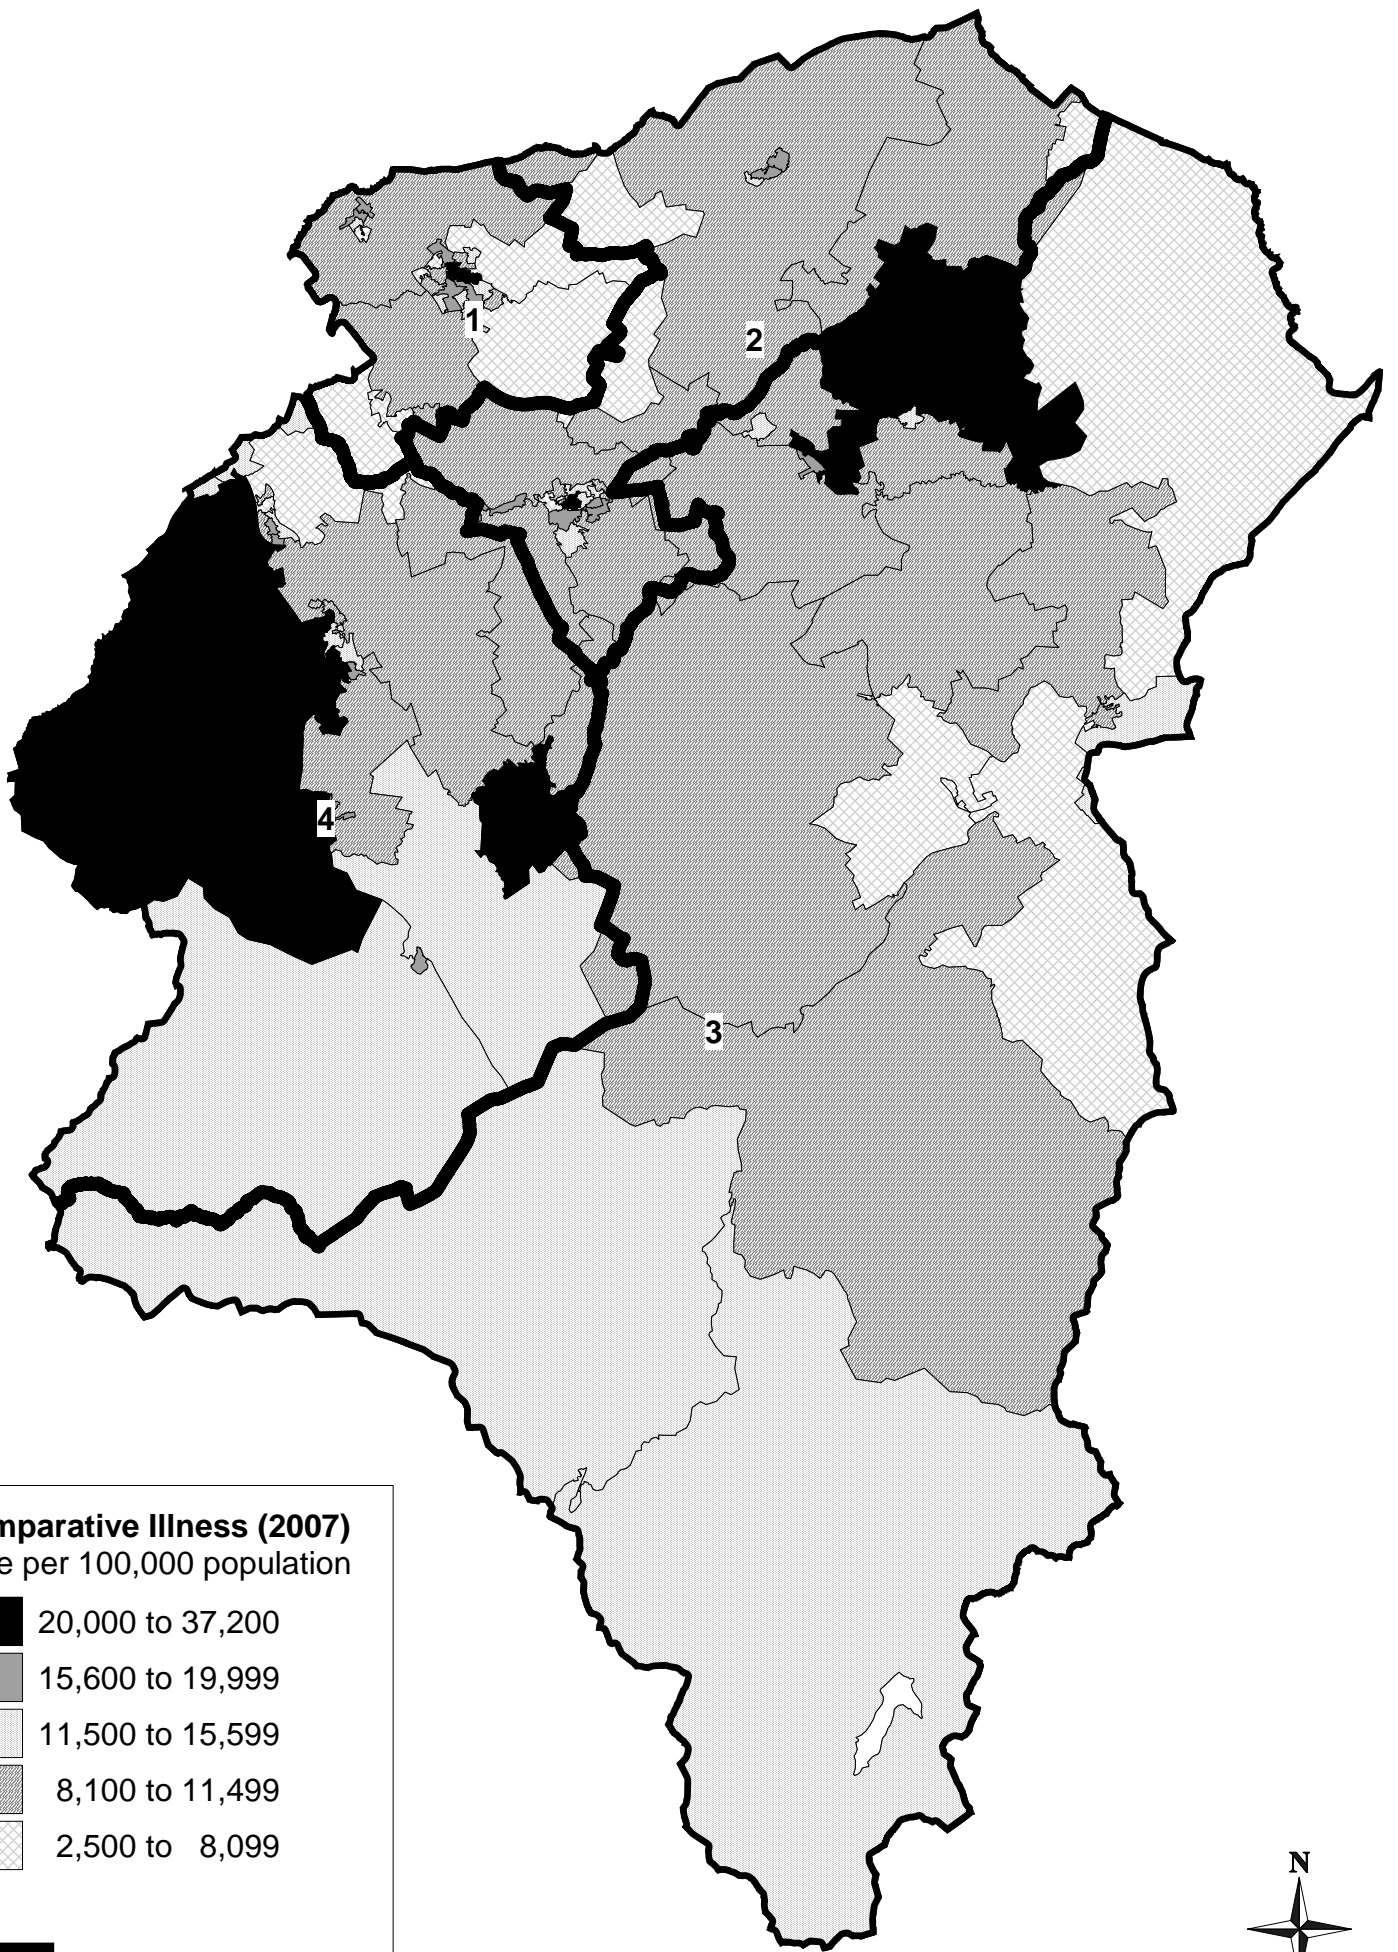 1
2
4
3
mparative Illness (2007)
e per 100,000 population
20,000 to 37,200
15,600 to 19,999
11,500 to 15,599
8,100 to 11,499
2,500 to 8,099
N